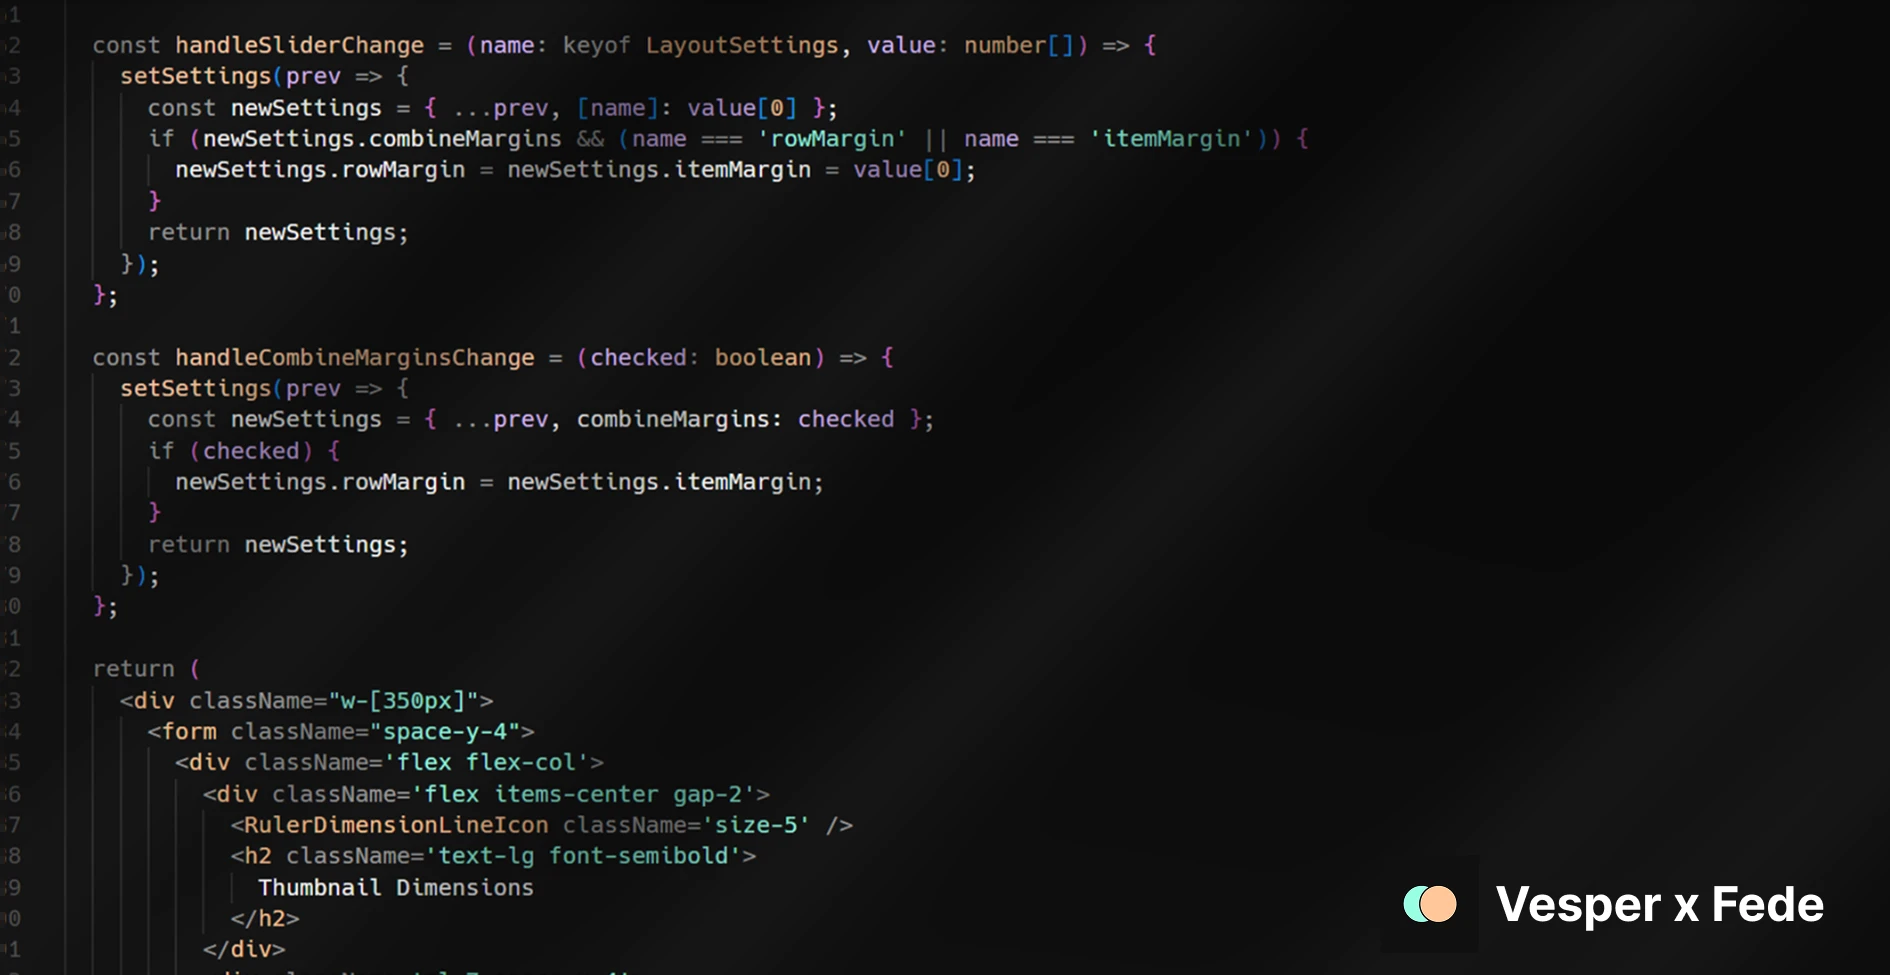 1
2 const handleSliderChange = (name: keyof LayoutSettings, value: number[]) => {
3 setSettings(prev => {
4 const newSettings = { ...prev, [name]: value[0] };
5 if (newSettings.combineMargins && (name === 'rowMargin' || name === 'itemMargin')) {
6 newSettings.rowMargin = newSettings.itemMargin = value[0];
7 }
8 return newSettings;
9 });
0 };
1
2 const handleCombineMarginsChange = (checked: boolean) => {
3 setSettings(prev => {
4 const newSettings = { ...prev, combineMargins: checked };
5 if (checked) {
6 newSettings.rowMargin = newSettings.itemMargin;
7 }
8 return newSettings;
9 });
0 };
1
2 return (
3 <div className="w-[350px]">
4 <form className="space-y-4">
5 <div className='flex flex-col'>
6 <div className='flex items-center gap-2'>
7 <RulerDimensionLineIcon className='size-5' />
8 <h2 className='text-lg font-semibold'>
9 Thumbnail Dimensions
0 </h2>
1 </div>
Vesper x Fede